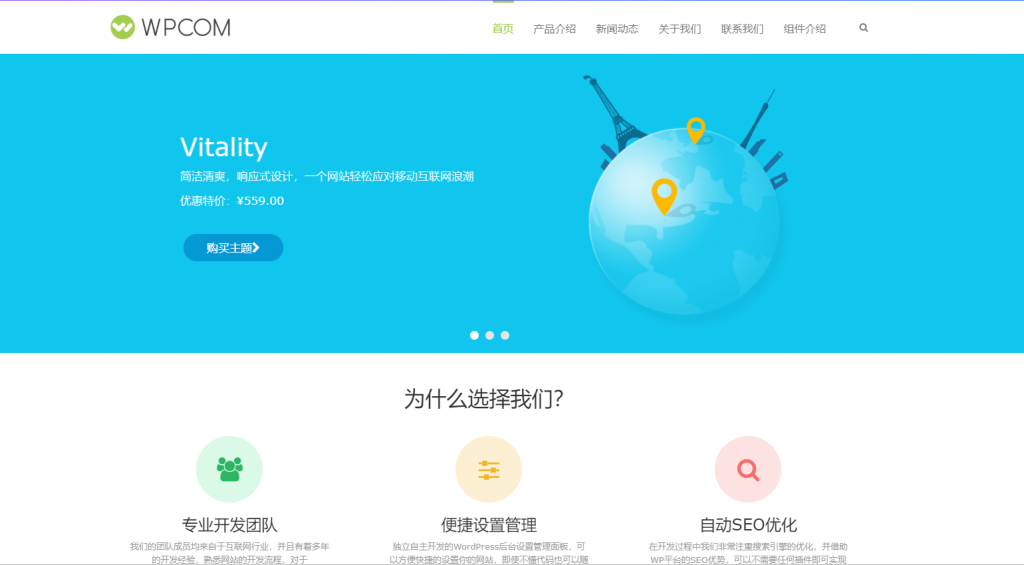 WPCOM
首页 产品介绍 新闻动态 关于我们 联系我们 组件介绍
Vitality
简洁清爽，响应式设计，一个网站轻松应对移动互联网浪潮
优惠特价：¥559.00
购买主题
为什么选择我们?
专业开发团队
我们的团队成员均来自于互联网行业，并且有着多年
的开发经验，熟悉网站的开发流程，对于
便捷设置管理
独立自主开发的WordPress后台设置管理面板，可
以方便快捷的设置你的网站，即使不懂代码也可以随
自动SEO优化
在开发过程中我们非常注重搜索引擎的优化，并借助
WP平台的SEO优势，可以不需要任何插件即可实现